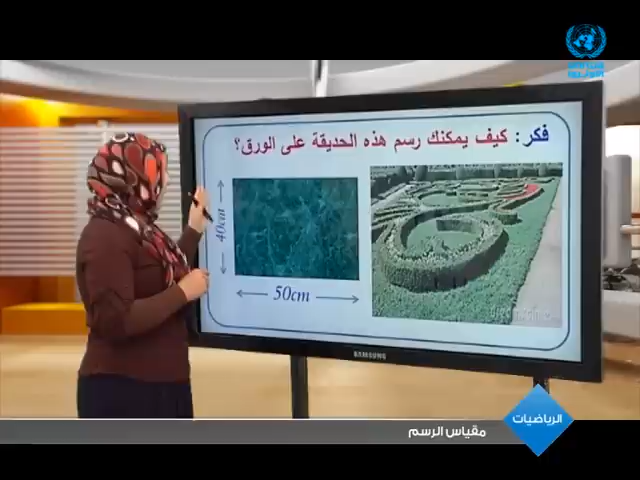 فكر: كيف يمكنك رسم هذه الحديقة على الورق؟
40cm
50cm
SAMSUNG
الرياضيات
مقياس الرسم